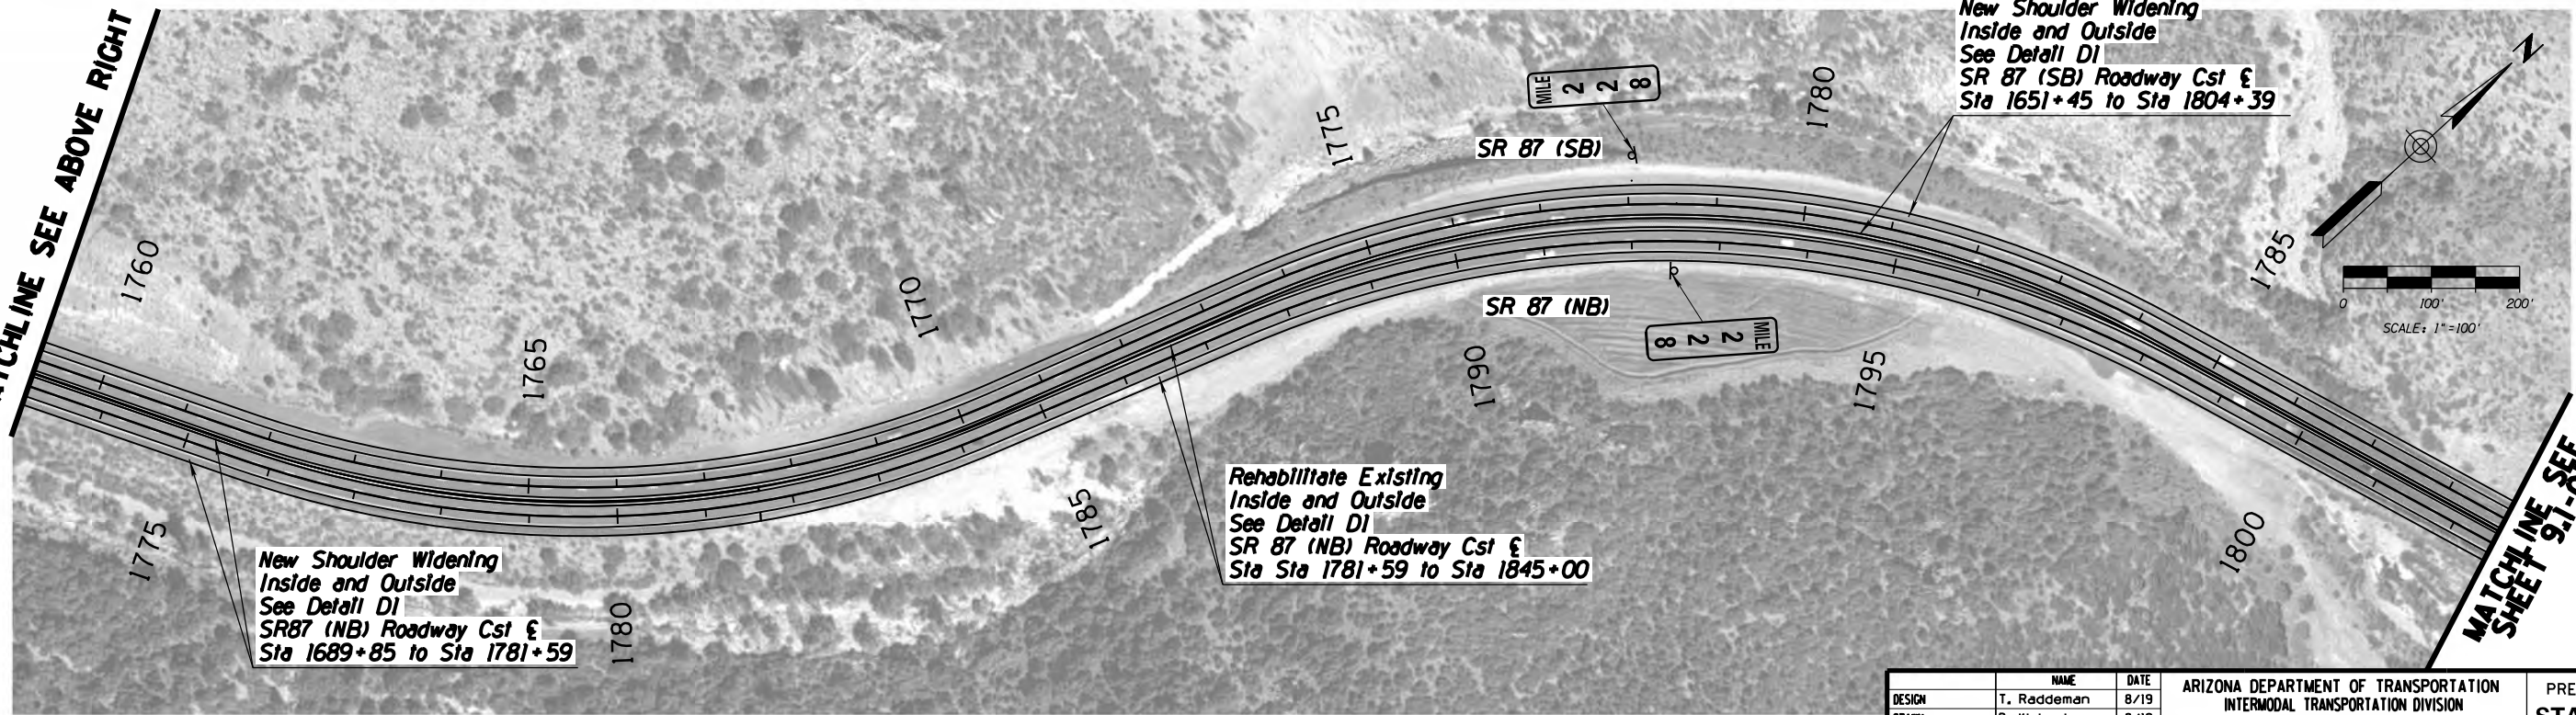 MATCHLINE SEE ABOVE RIGHT
New Shoulder Widening
Inside and Outside
See Detail D1
SR 87 (SB) Roadway Cst ℄
Sta 1651+45 to Sta 1804+39
N
MILE
2 2 8
SR 87 (SB)
1760
1765
1770
1775
1780
1785
0 100' 200'
SCALE: 1"=100'
SR 87 (NB)
MILE
2 2 8
1775
1780
1785
1790
1795
1800
Rehabilitate Existing
Inside and Outside
See Detail D1
SR 87 (NB) Roadway Cst ℄
Sta Sta 1781+59 to Sta 1845+00
New Shoulder Widening
Inside and Outside
See Detail D1
SR87 (NB) Roadway Cst ℄
Sta 1689+85 to Sta 1781+59
MATCHLINE SEE
SHEET
NAME DATE
DESIGN T. Raddeman 8/19
ARIZONA DEPARTMENT OF TRANSPORTATION
INTERMODAL TRANSPORTATION DIVISION
PRE
STA